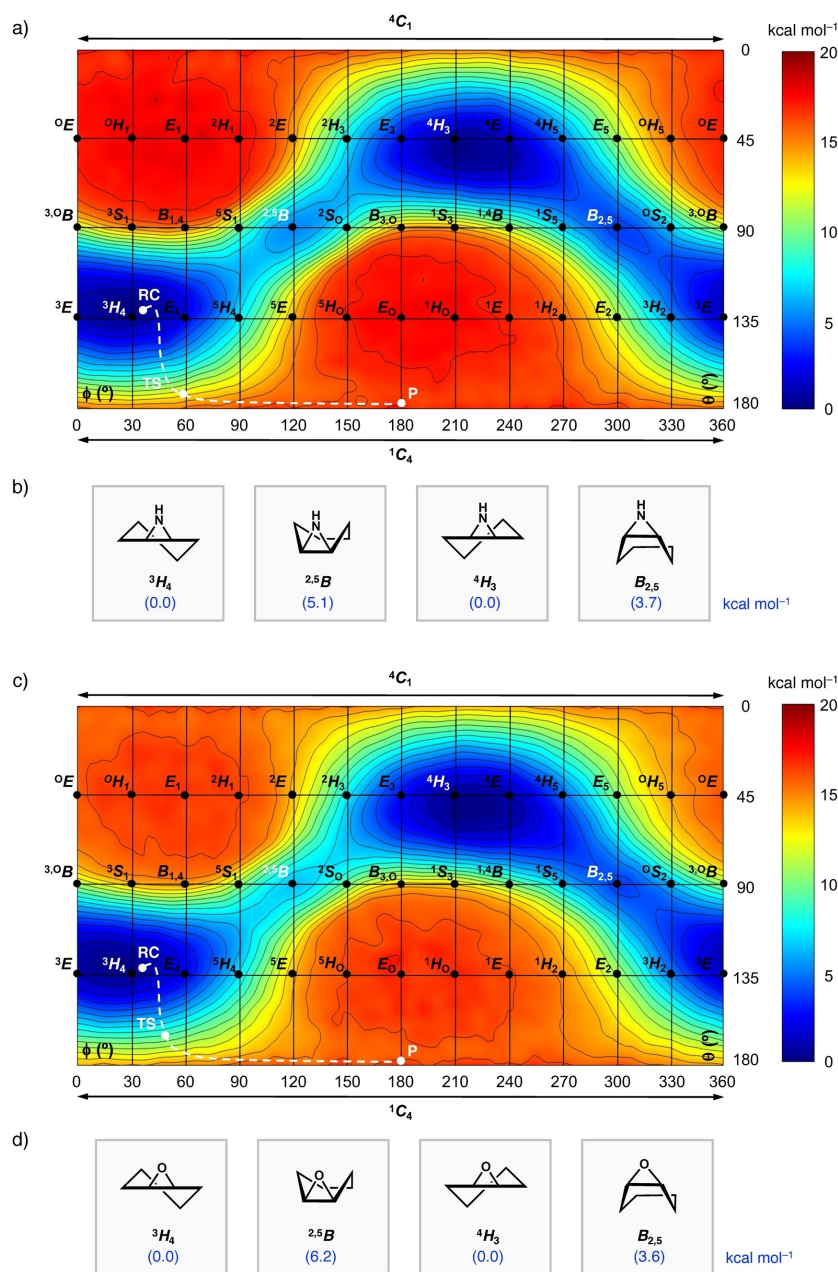 a)
⁴C₁
kcal mol⁻¹
ᴼE ᴼH₁ E₁ ²H₁ ²E ²H₃ E₃ ⁴H₃ ⁴E ⁴H₅ E₅ ᴼH₅ ᴼE
³,ᴼB ³S₁ B₁,₄ ⁵S₁ ²,⁵B ²Sₒ B₃,ₒ ¹S₃ ¹,⁴B ¹S₅ B₂,₅ ᴼS₂ ³,ᴼB
³E ³H₄ E₄ ⁵H₄ ⁵E ⁵Hₒ Eₒ ¹Hₒ ¹E ¹H₂ E₂ ³H₂ ³E
RC
TS
P
ϕ (º)
θ (º)
0
45
90
135
180
20
15
10
5
0
0 30 60 90 120 150 180 210 240 270 300 330 360
¹C₄
b)
H H H H
N N N N
³H₄ ²,⁵B ⁴H₃ B₂,₅
(0.0) (5.1) (0.0) (3.7) kcal mol⁻¹
c)
⁴C₁
kcal mol⁻¹
ᴼE ᴼH₁ E₁ ²H₁ ²E ²H₃ E₃ ⁴H₃ ⁴E ⁴H₅ E₅ ᴼH₅ ᴼE
³,ᴼB ³S₁ B₁,₄ ⁵S₁ ²,⁵B ²Sₒ B₃,ₒ ¹S₃ ¹,⁴B ¹S₅ B₂,₅ ᴼS₂ ³,ᴼB
³E ³H₄ E₄ ⁵H₄ ⁵E ⁵Hₒ Eₒ ¹Hₒ ¹E ¹H₂ E₂ ³H₂ ³E
RC
TS
P
ϕ (º)
θ (º)
0
45
90
135
180
20
15
10
5
0
0 30 60 90 120 150 180 210 240 270 300 330 360
¹C₄
d)
O O O O
³H₄ ²,⁵B ⁴H₃ B₂,₅
(0.0) (6.2) (0.0) (3.6) kcal mol⁻¹